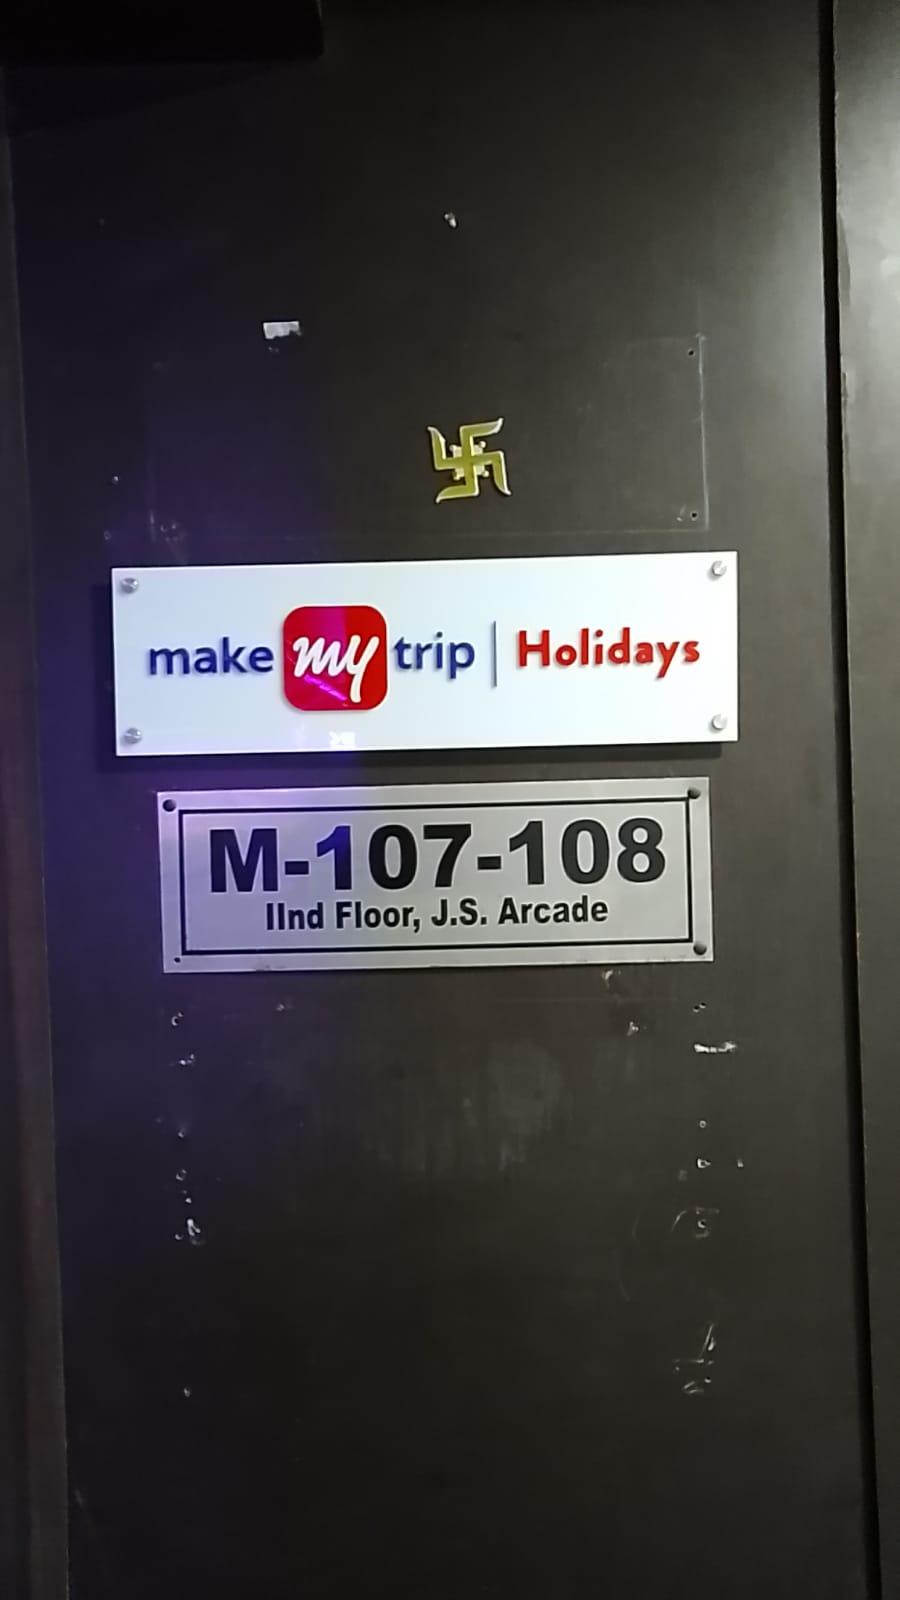 make my trip | Holidays
M-107-108
IInd Floor, J.S. Arcade